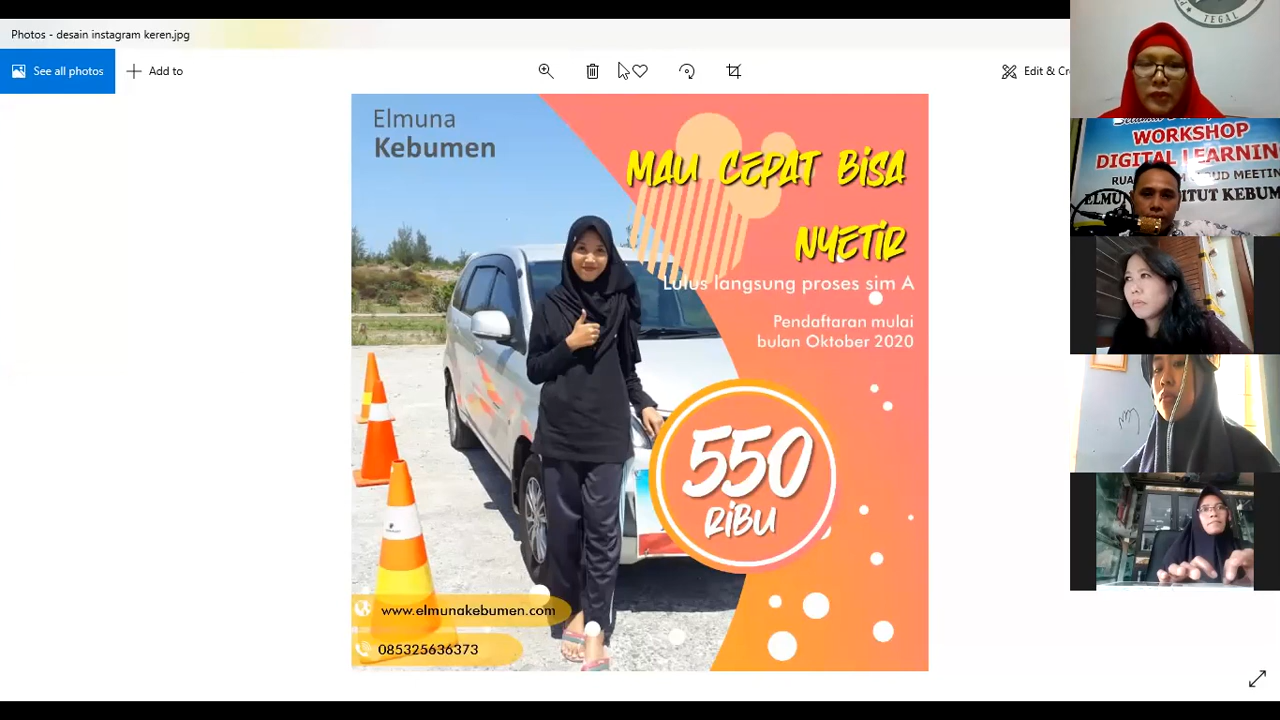 Photos - desain instagram keren.jpg
See all photos
Add to
Edit & Cr
Elmuna
Kebumen
MAU CEPAT BISA
NYETIR
Lulus langsung proses sim A
Pendaftaran mulai
bulan Oktober 2020
550
RIBU
www.elmunakebumen.com
085325636373
TEGAL
WORKSHOP
DIGITAL LEARNING